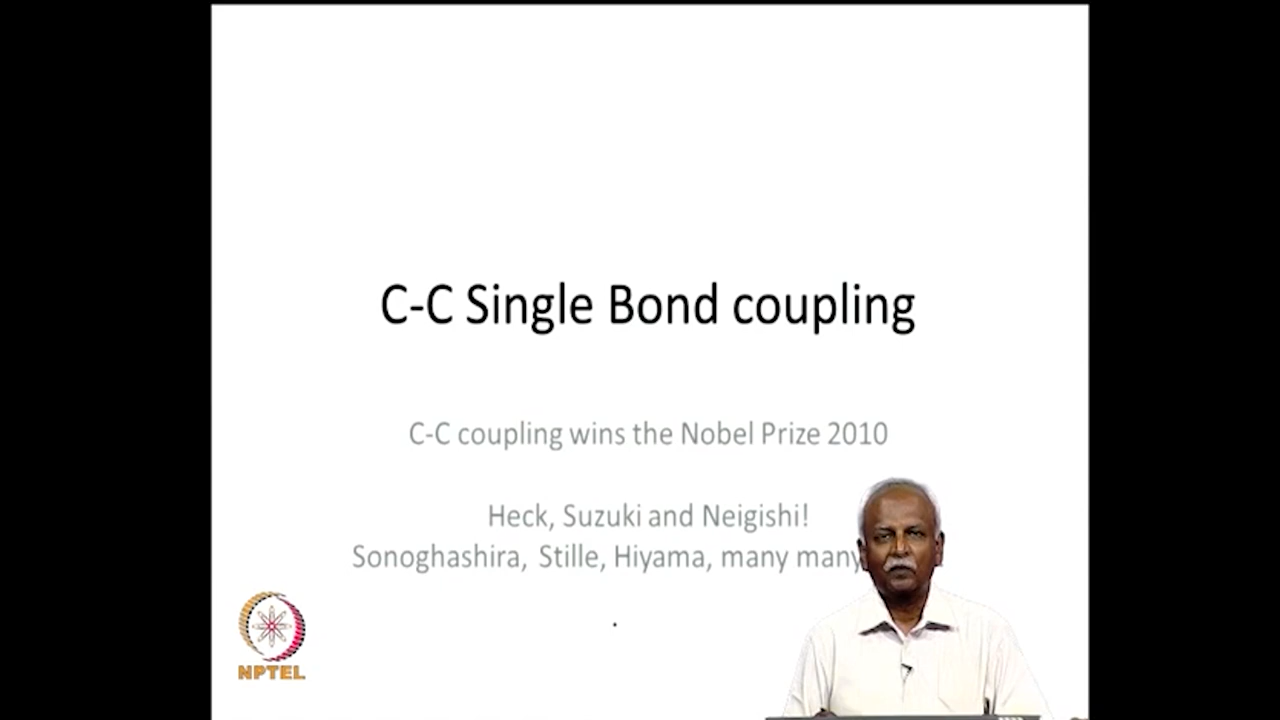 C-C Single Bond coupling
C-C coupling wins the Nobel Prize 2010
Heck, Suzuki and Neigishi!
Sonoghashira, Stille, Hiyama, many many
.
NPTEL